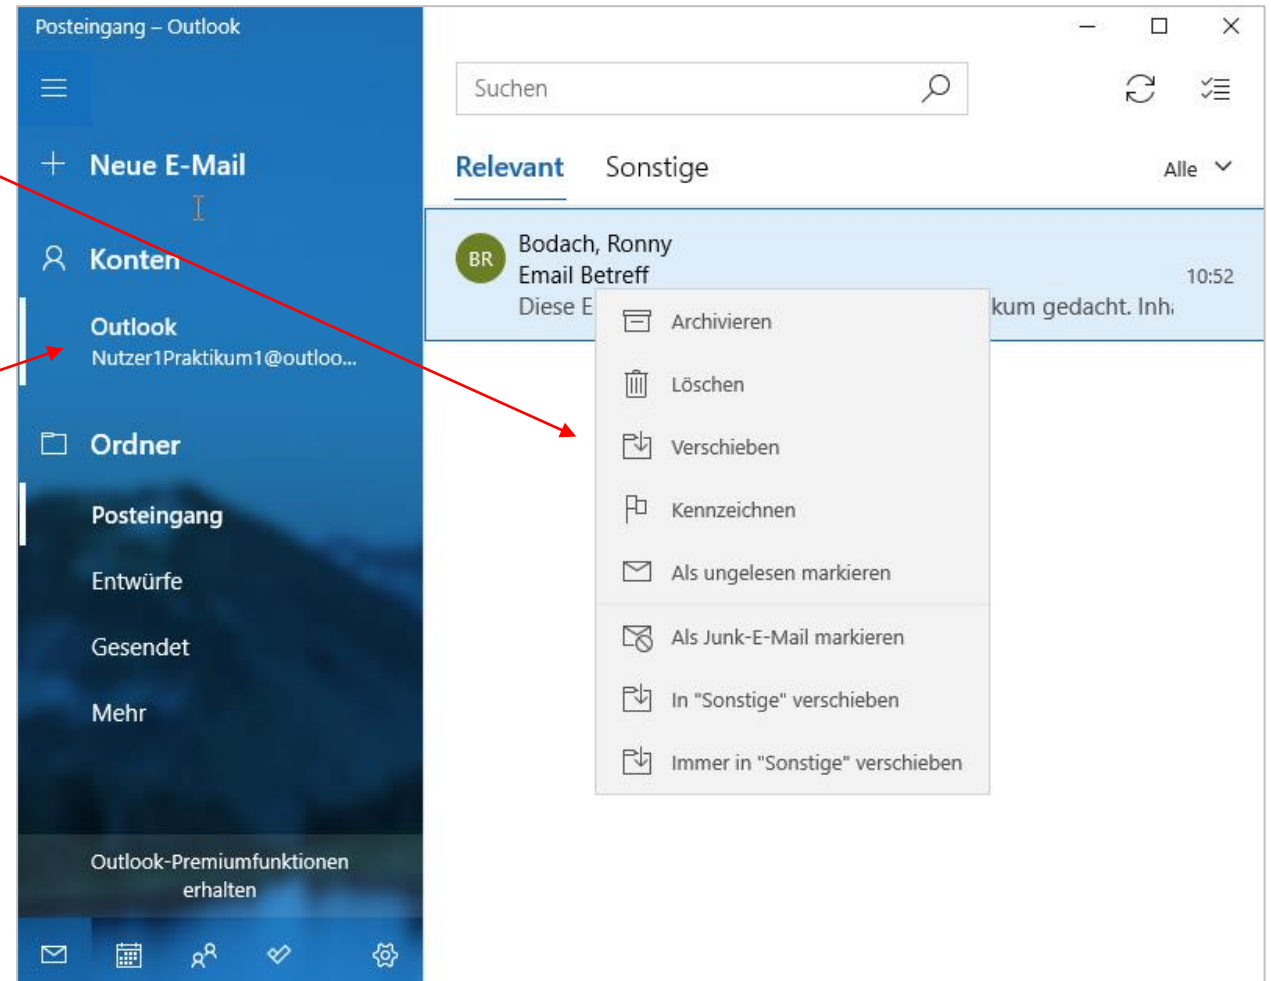 Posteingang – Outlook
Suchen
Neue E-Mail
Relevant Sonstige Alle
Konten
Bodach, Ronny
BR
Email Betreff
10:52
Diese E kum gedacht. Inh
Outlook
Nutzer1Praktikum1@outloo...
Archivieren
Löschen
Verschieben
Kennzeichnen
Als ungelesen markieren
Als Junk-E-Mail markieren
In "Sonstige" verschieben
Immer in "Sonstige" verschieben
Ordner
Posteingang
Entwürfe
Gesendet
Mehr
Outlook-Premiumfunktionen
erhalten